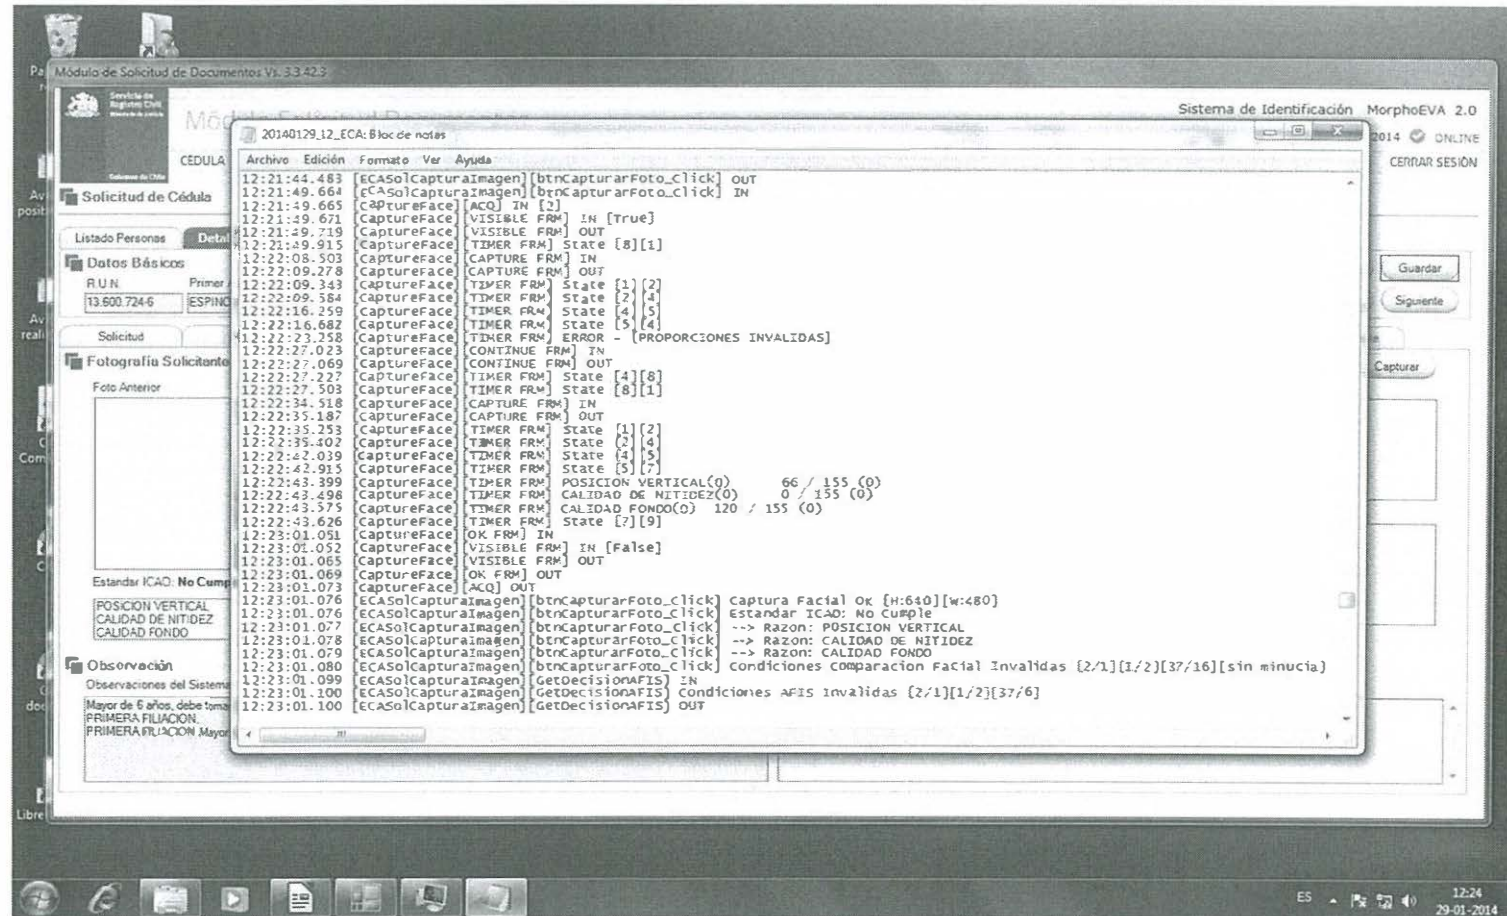 Módulo de Solicitud de Documentos Vs. 3.3.42.3
Servicio de
Registro Civil
Sistema de Identificación MorphoEVA 2.0
2014 ONLINE
CEDULA
CERRAR SESIÓN
Solicitud de Cédula
Listado Personas
Detal
Datos Básicos
R.U.N.
Primer
13.600.724-6
ESPINO
Guardar
Siguiente
Solicitud
Fotografía Solicitante
Capturar
Foto Anterior
Estandar ICAO: No Cump
POSICION VERTICAL
CALIDAD DE NITIDEZ
CALIDAD FONDO
Observación
Observaciones del Sistema
Mayor de 6 años, debe toma
PRIMERA FILIACION.
PRIMERA FILIACION Mayor
20140129_12_ECA: Bloc de notas
Archivo Edición Formato Ver Ayuda
12:21:44.483 [ECASolCapturaImagen][btnCapturarFoto_Click] OUT
12:21:49.664 [ECASolCapturaImagen][btnCapturarFoto_Click] IN
12:21:49.665 [CaptureFace][ACQ] IN [2]
12:21:49.671 [CaptureFace][VISIBLE FRM] IN [True]
12:21:49.719 [CaptureFace][VISIBLE FRM] OUT
12:21:49.915 [CaptureFace][TIMER FRM] State [8][1]
12:22:08.503 [CaptureFace][CAPTURE FRM] IN
12:22:09.278 [CaptureFace][CAPTURE FRM] OUT
12:22:09.343 [CaptureFace][TIMER FRM] State [1][2]
12:22:09.584 [CaptureFace][TIMER FRM] State [2][4]
12:22:16.259 [CaptureFace][TIMER FRM] State [4][5]
12:22:16.682 [CaptureFace][TIMER FRM] State [5][4]
12:22:23.258 [CaptureFace][TIMER FRM] ERROR - [PROPORCIONES INVALIDAS]
12:22:27.023 [CaptureFace][CONTINUE FRM] IN
12:22:27.069 [CaptureFace][CONTINUE FRM] OUT
12:22:27.227 [CaptureFace][TIMER FRM] State [4][8]
12:22:27.503 [CaptureFace][TIMER FRM] State [8][1]
12:22:34.518 [CaptureFace][CAPTURE FRM] IN
12:22:35.187 [CaptureFace][CAPTURE FRM] OUT
12:22:35.253 [CaptureFace][TIMER FRM] State [1][2]
12:22:35.402 [CaptureFace][TIMER FRM] State [2][4]
12:22:42.039 [CaptureFace][TIMER FRM] State [4][5]
12:22:42.915 [CaptureFace][TIMER FRM] State [5][7]
12:22:43.399 [CaptureFace][TIMER FRM] POSICION VERTICAL(0) 66 / 155 (0)
12:22:43.498 [CaptureFace][TIMER FRM] CALIDAD DE NITIDEZ(0) 0 / 155 (0)
12:22:43.575 [CaptureFace][TIMER FRM] CALIDAD FONDO(0) 120 / 155 (0)
12:22:43.626 [CaptureFace][TIMER FRM] State [7][9]
12:23:01.051 [CaptureFace][OK FRM] IN
12:23:01.052 [CaptureFace][VISIBLE FRM] IN [False]
12:23:01.065 [CaptureFace][VISIBLE FRM] OUT
12:23:01.069 [CaptureFace][OK FRM] OUT
12:23:01.073 [CaptureFace][ACQ] OUT
12:23:01.076 [ECASolCapturaImagen][btnCapturarFoto_Click] Captura Facial OK [H:640][W:480]
12:23:01.076 [ECASolCapturaImagen][btnCapturarFoto_Click] Estandar ICAO: No Cumple
12:23:01.077 [ECASolCapturaImagen][btnCapturarFoto_Click] --> Razon: POSICION VERTICAL
12:23:01.078 [ECASolCapturaImagen][btnCapturarFoto_Click] --> Razon: CALIDAD DE NITIDEZ
12:23:01.079 [ECASolCapturaImagen][btnCapturarFoto_Click] --> Razon: CALIDAD FONDO
12:23:01.080 [ECASolCapturaImagen][btnCapturarFoto_Click] Condiciones Comparacion Facial Invalidas [2/1][1/2][37/16][sin minucia]
12:23:01.099 [ECASolCapturaImagen][GetDecisionAFIS] IN
12:23:01.100 [ECASolCapturaImagen][GetDecisionAFIS] Condiciones AFIS Invalidas [2/1][1/2][37/6]
12:23:01.100 [ECASolCapturaImagen][GetDecisionAFIS] OUT
ES
12:24
29-01-2014